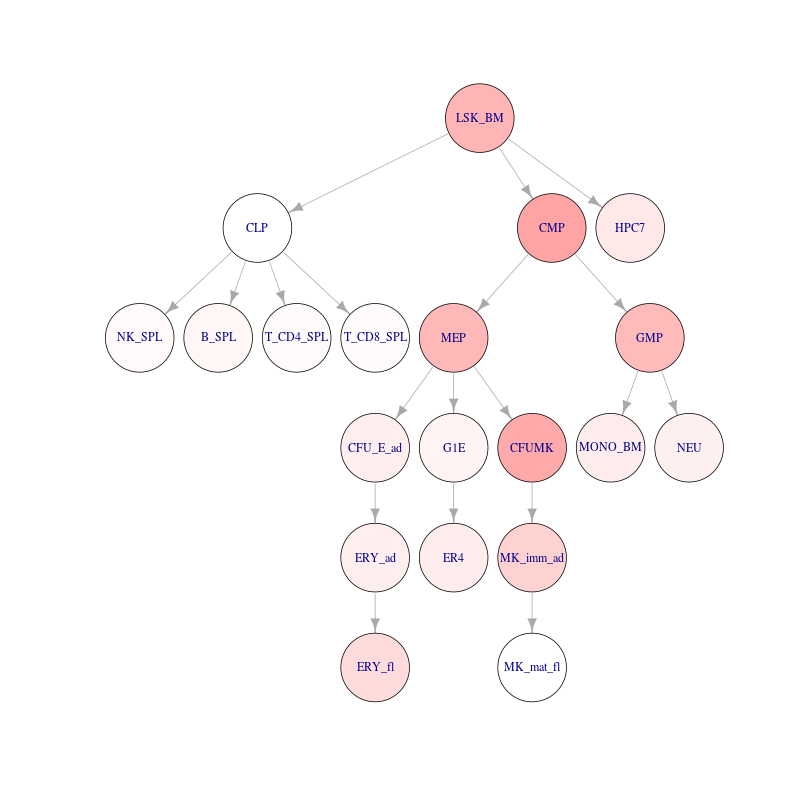 LSK_BM
CLP
CMP
HPC7
NK_SPL
B_SPL
T_CD4_SPL
T_CD8_SPL
MEP
GMP
CFU_E_ad
G1E
CFUMK
MONO_BM
NEU
ERY_ad
ER4
MK_imm_ad
ERY_fl
MK_mat_fl